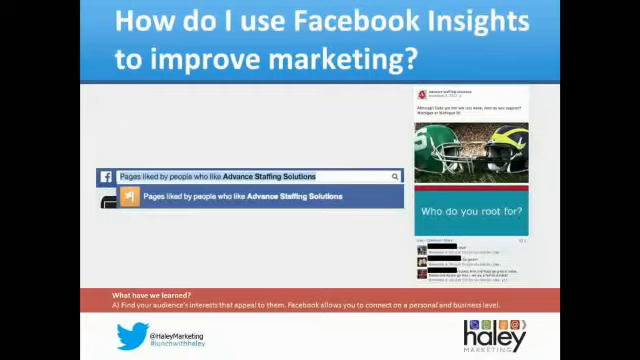 How do I use Facebook Insights
to improve marketing?
Pages liked by people who like Advance Staffing Solutions
Pages liked by people who like Advance Staffing Solutions
Who do you root for?
What have we learned?
A) Find your audience's interests that appeal to them. Facebook allows you to connect on a personal and business level.
@HaleyMarketing
#lunchwithhaley
haley
MARKETING